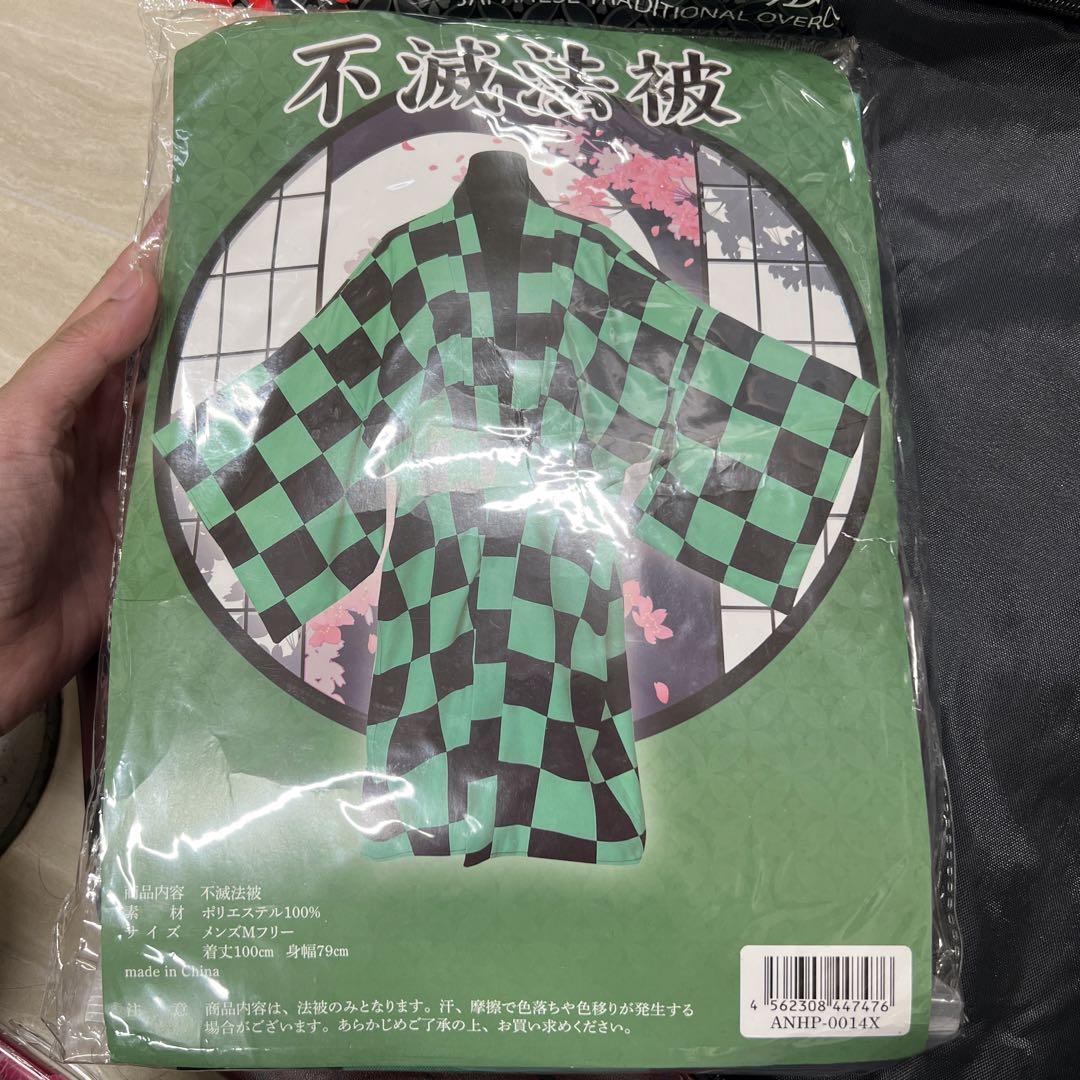 JAPANESE TRADITIONAL OVER
不滅法被
商品内容 不滅法被
素 材 ポリエステル100%
サイズ メンズMフリー
着丈100cm 身幅79cm
made in China
注 意 商品内容は、法被のみとなります。汗、摩擦で色落ちや色移りが発生する
場合がございます。あらかじめご了承の上、お買い求めください。
4 562308 447476
ANHP-0014X